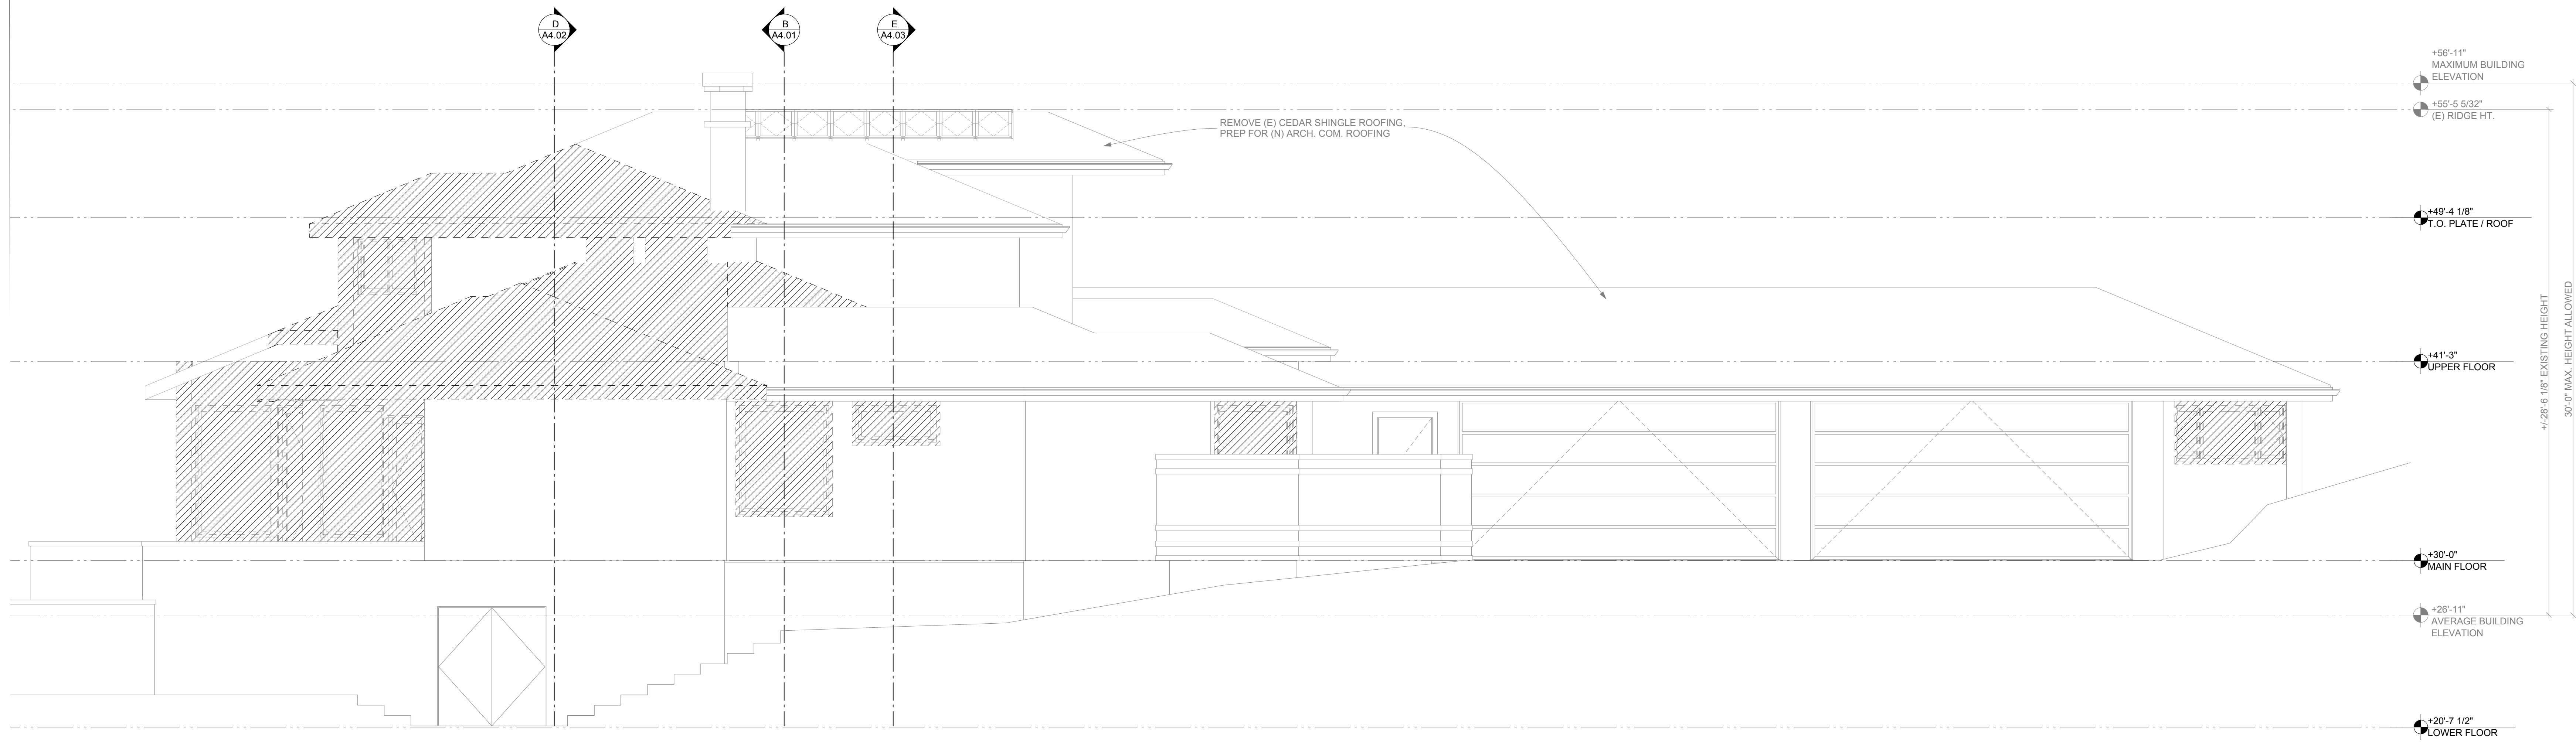 D
A4.02
B
A4.01
E
A4.03
+56'-11"
MAXIMUM BUILDING
ELEVATION
+55'-5 5/32"
(E) RIDGE HT.
REMOVE (E) CEDAR SHINGLE ROOFING,
PREP FOR (N) ARCH. COM. ROOFING
+49'-4 1/8"
T.O. PLATE / ROOF
+41'-3"
UPPER FLOOR
+/-28'-6 1/8" EXISTING HEIGHT
30'-0" MAX. HEIGHT ALLOWED
+30'-0"
MAIN FLOOR
+26'-11"
AVERAGE BUILDING
ELEVATION
+20'-7 1/2"
LOWER FLOOR